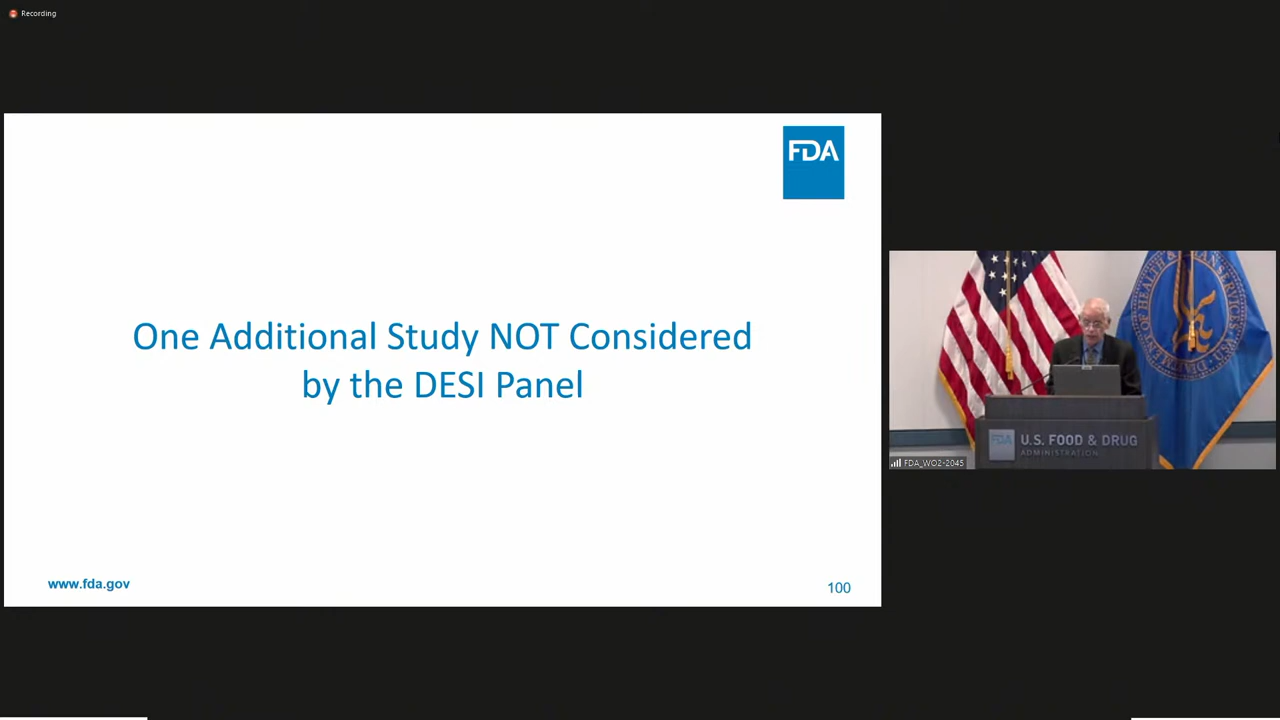 Recording
FDA
One Additional Study NOT Considered
by the DESI Panel
www.fda.gov
100
U.S. FOOD & DRUG
ADMINISTRATION
FDA_WO2-2045